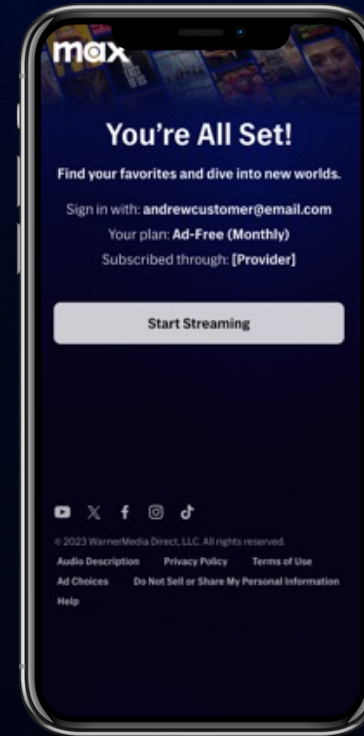 max
You're All Set!
Find your favorites and dive into new worlds.
Sign in with: andrewcustomer@email.com
Your plan: Ad-Free (Monthly)
Subscribed through: [Provider]
Start Streaming
© 2023 WarnerMedia Direct, LLC. All rights reserved.
Audio Description Privacy Policy Terms of Use
Ad Choices Do Not Sell or Share My Personal Information
Help